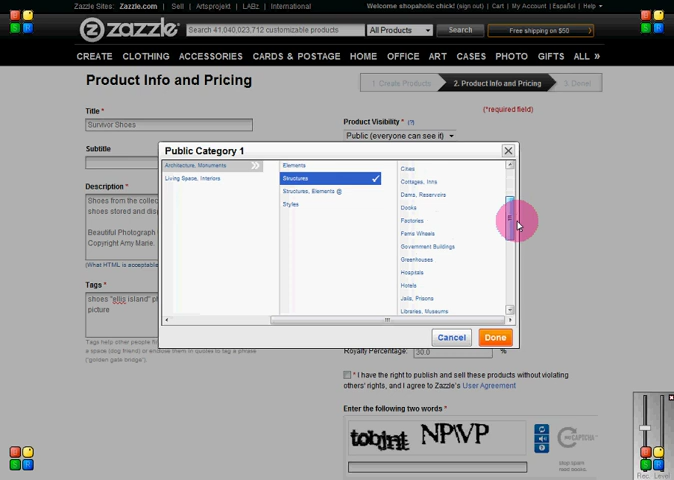 Zazzle Sites: Zazzle.com | Sell | Artsprojekt | LABz | International
Welcome shopaholic chick! (sign out) | Cart | My Account | Español | Help
zazzle
Search 41,040,023,712 customizable products
All Products
Search
Free shipping on $50
CREATE CLOTHING ACCESSORIES CARDS & POSTAGE HOME OFFICE ART CASES PHOTO GIFTS ALL »
Product Info and Pricing
1. Create Products
2. Product Info and Pricing
3. Done!
(*required field)
Title *
Survivor Shoes
Subtitle
Description *
Shoes from the collec
shoes stored and disp
Beautiful Photograph
Copyright Amy Marie.
(What HTML is acceptable
Tags *
shoes "ellis island" ph
picture
Tags help other people fi
a space (dog friend) or enclose them in quotes to tag a phrase
("golden gate bridge").
Product Visibility * (?)
Public (everyone can see it)
Public Category 1
Architecture, Monuments
Living Space, Interiors
Elements
Structures
Structures, Elements @
Styles
Cities
Cottages, Inns
Dams, Reservoirs
Docks
Factories
Farris Wheels
Government Buildings
Greenhouses
Hospitals
Hotels
Jails, Prisons
Libraries, Museums
Cancel
Done
Royalty Percentage: 30.0 %
* I have the right to publish and sell these products without violating
others' rights, and I agree to Zazzle's User Agreement
Enter the following two words *
NPVP
stop spam
read books.
Rec. Level